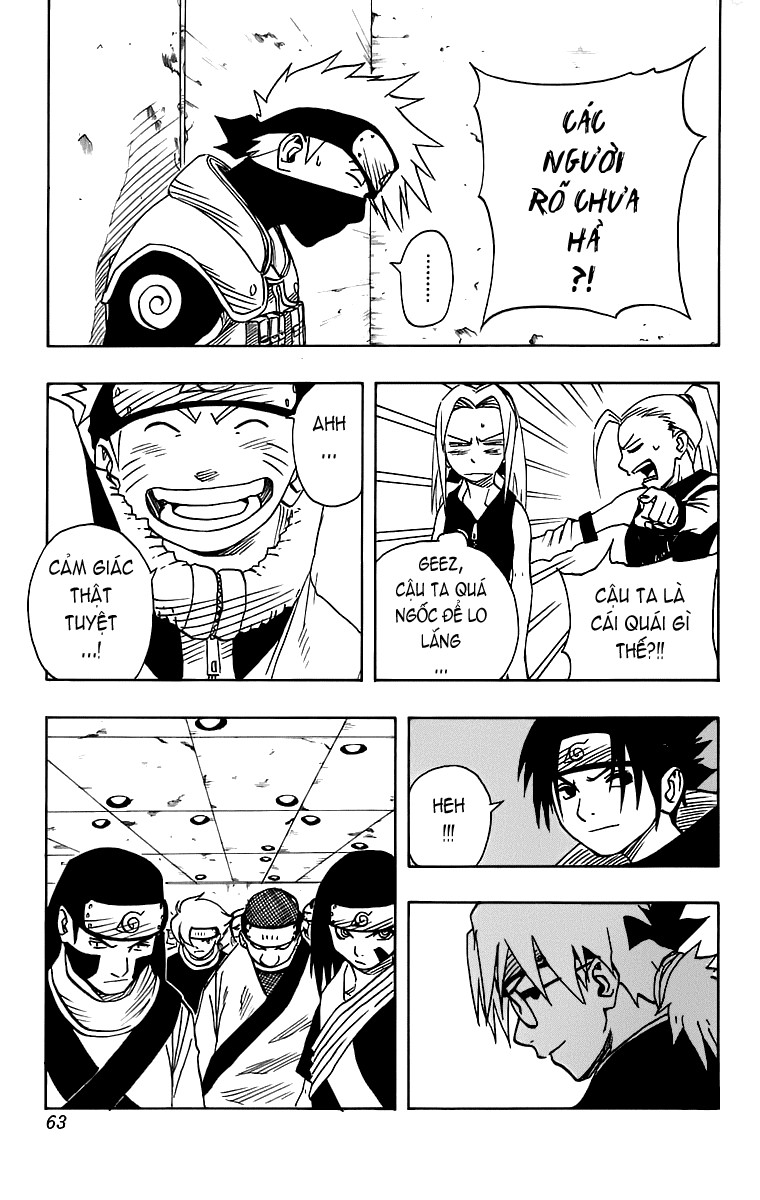 CÁC
NGƯỜI
RÕ CHƯA
HẢ
?!
.........
CẬU TA LÀ
CÁI QUÁI GÌ
THẾ?!!
GEEZ,
CẬU TA QUÁ
NGỐC ĐỂ LO
LẮNG
...
AHH
...
CẢM GIÁC
THẬT
TUYỆT
...!
HEH
!!!
63